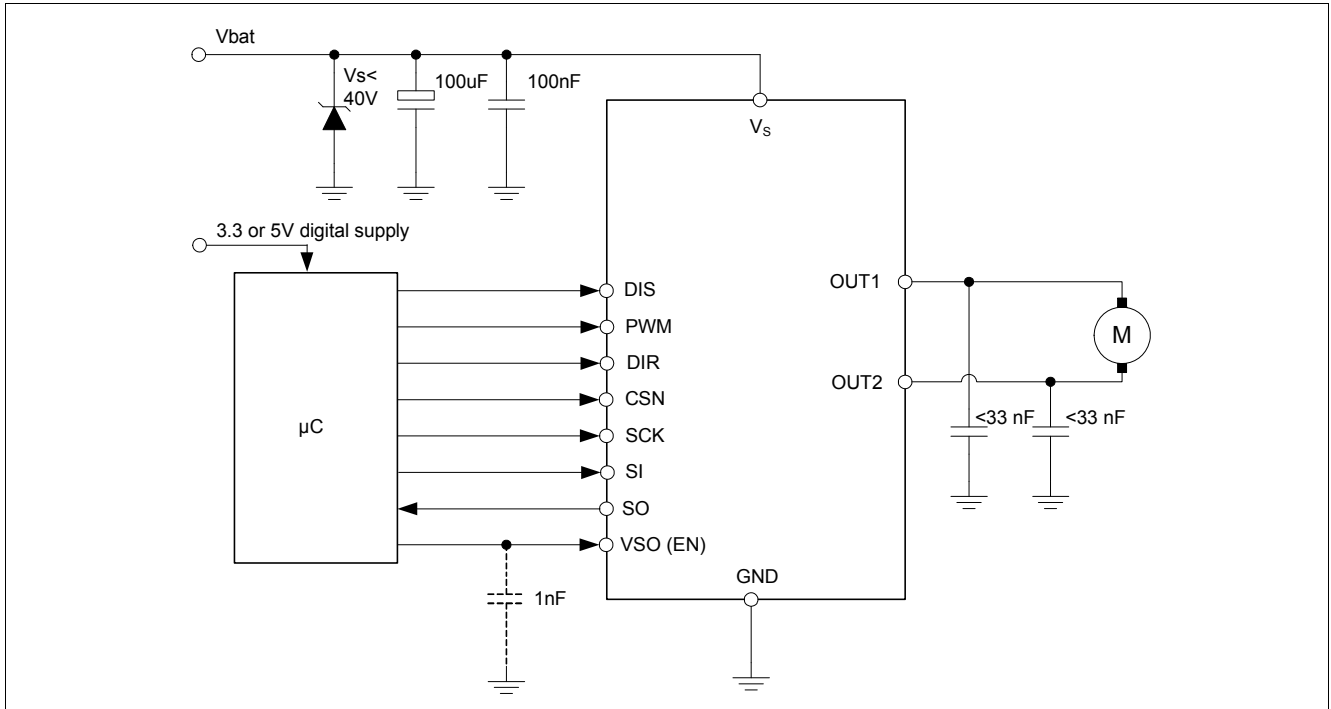 Vbat
Vs<
40V
100uF
100nF
VS
3.3 or 5V digital supply
µC
DIS
PWM
DIR
CSN
SCK
SI
SO
VSO (EN)
1nF
GND
OUT1
OUT2
M
<33 nF
<33 nF